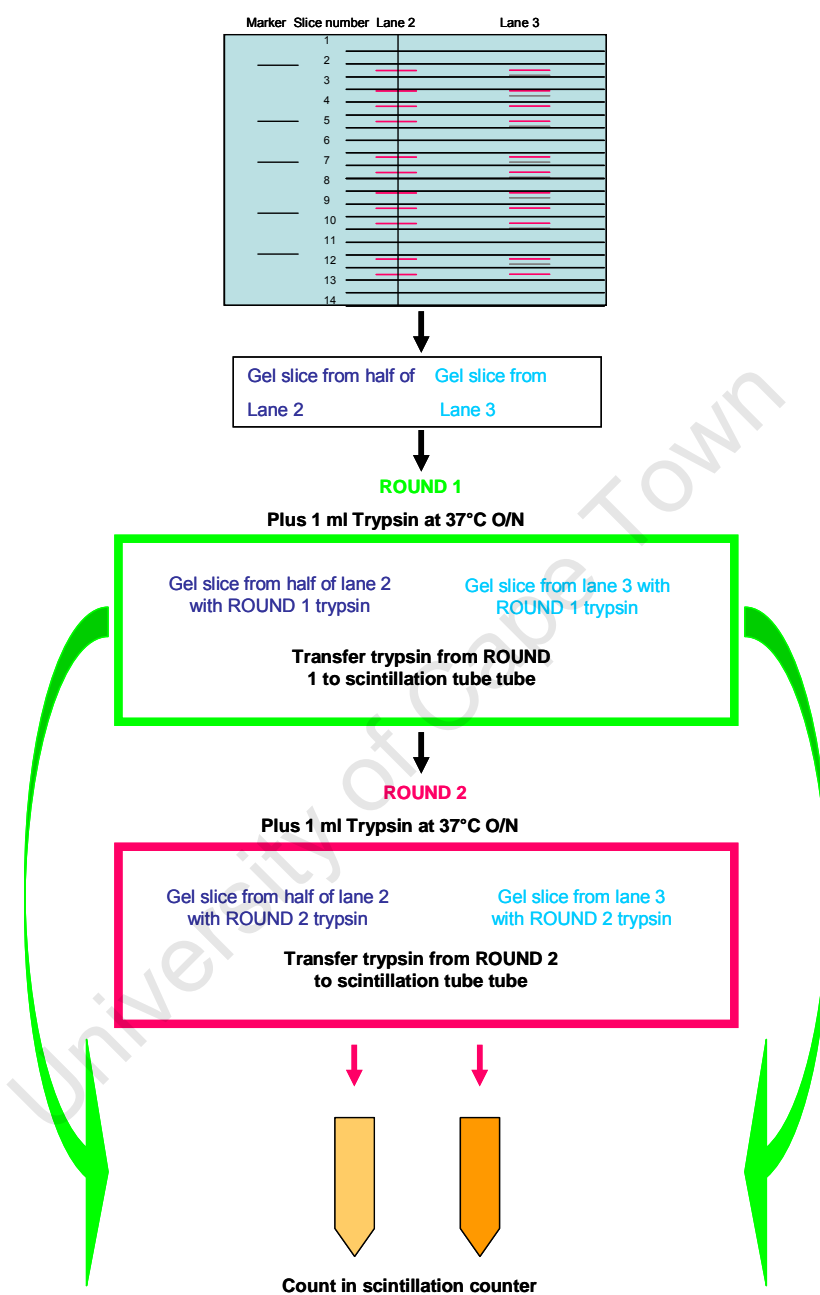 Marker Slice number Lane 2 Lane 3
1
2
3
4
5
6
7
8
9
10
11
12
13
14
Gel slice from half of
Lane 2
Gel slice from
Lane 3
ROUND 1
Plus 1 ml Trypsin at 37°C O/N
Gel slice from half of lane 2
with ROUND 1 trypsin
Gel slice from lane 3 with
ROUND 1 trypsin
Transfer trypsin from ROUND
1 to scintillation tube tube
ROUND 2
Plus 1 ml Trypsin at 37°C O/N
Gel slice from half of lane 2
with ROUND 2 trypsin
Gel slice from lane 3
with ROUND 2 trypsin
Transfer trypsin from ROUND 2
to scintillation tube tube
Count in scintillation counter
University of Cape Town